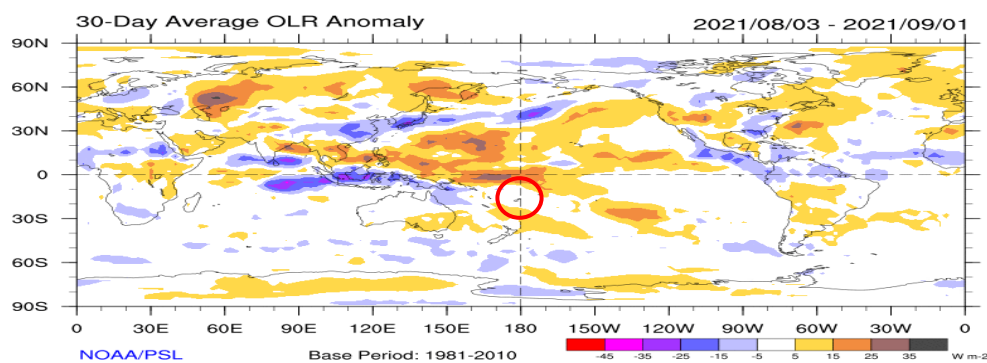 30-Day Average OLR Anomaly 2021/08/03 - 2021/09/01
90N
60N
30N
0
30S
60S
90S
0 30E 60E 90E 120E 150E 180 150W 120W 90W 60W 30W 0
-45 -35 -25 -15 -5 5 15 25 35 W m-2
NOAA/PSL Base Period: 1981-2010